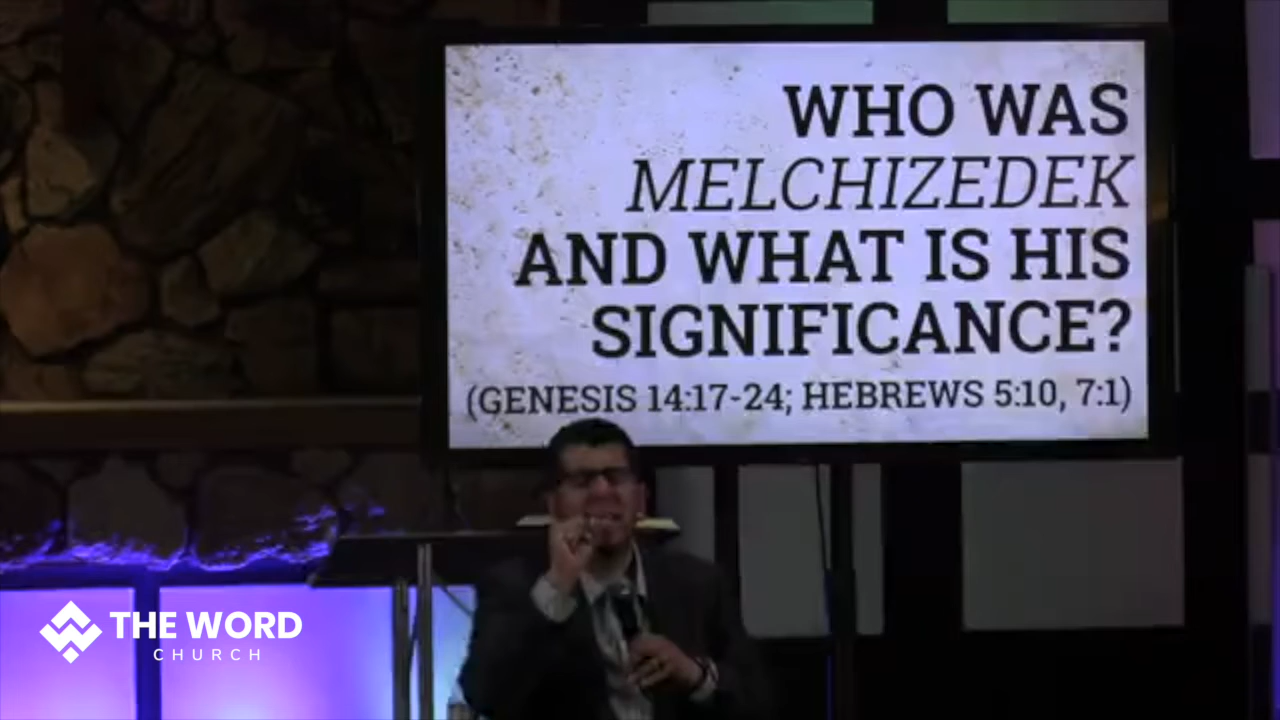 WHO WAS
MELCHIZEDEK
AND WHAT IS HIS
SIGNIFICANCE?
(GENESIS 14:17-24; HEBREWS 5:10, 7:1)
THE WORD
CHURCH